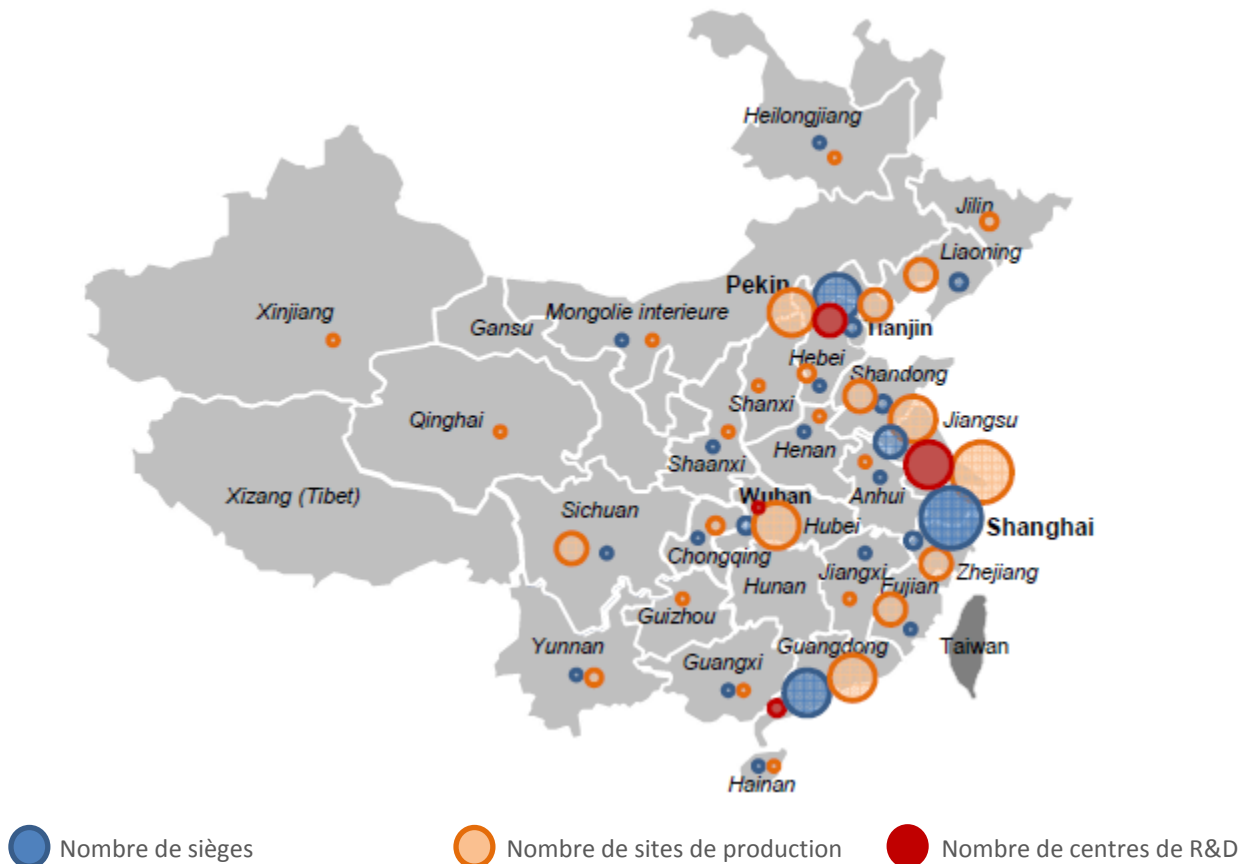 Heilongjiang
Jilin
Liaoning
Pekin
Xinjiang
Gansu
Mongolie interieure
Tianjin
Hebei
Shandong
Shanxi
Qinghai
Jiangsu
Henan
Shaanxi
Xizang (Tibet)
Anhui
Wuhan
Sichuan
Hubei
Shanghai
Chongqing
Jiangxi
Zhejiang
Hunan
Fujian
Guizhou
Yunnan
Guangxi
Guangdong
Taiwan
Hainan
Nombre de sièges
Nombre de sites de production
Nombre de centres de R&D